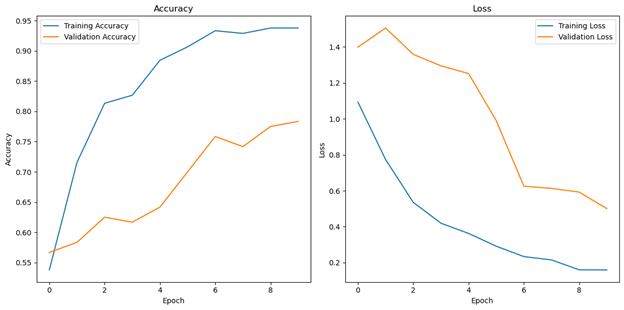 Accuracy
Training Accuracy
Validation Accuracy
0.95
0.90
0.85
0.80
0.75
0.70
0.65
0.60
0.55
Accuracy
0
2
4
6
8
Epoch
Loss
Training Loss
Validation Loss
1.4
1.2
1.0
0.8
0.6
0.4
0.2
Loss
0
2
4
6
8
Epoch